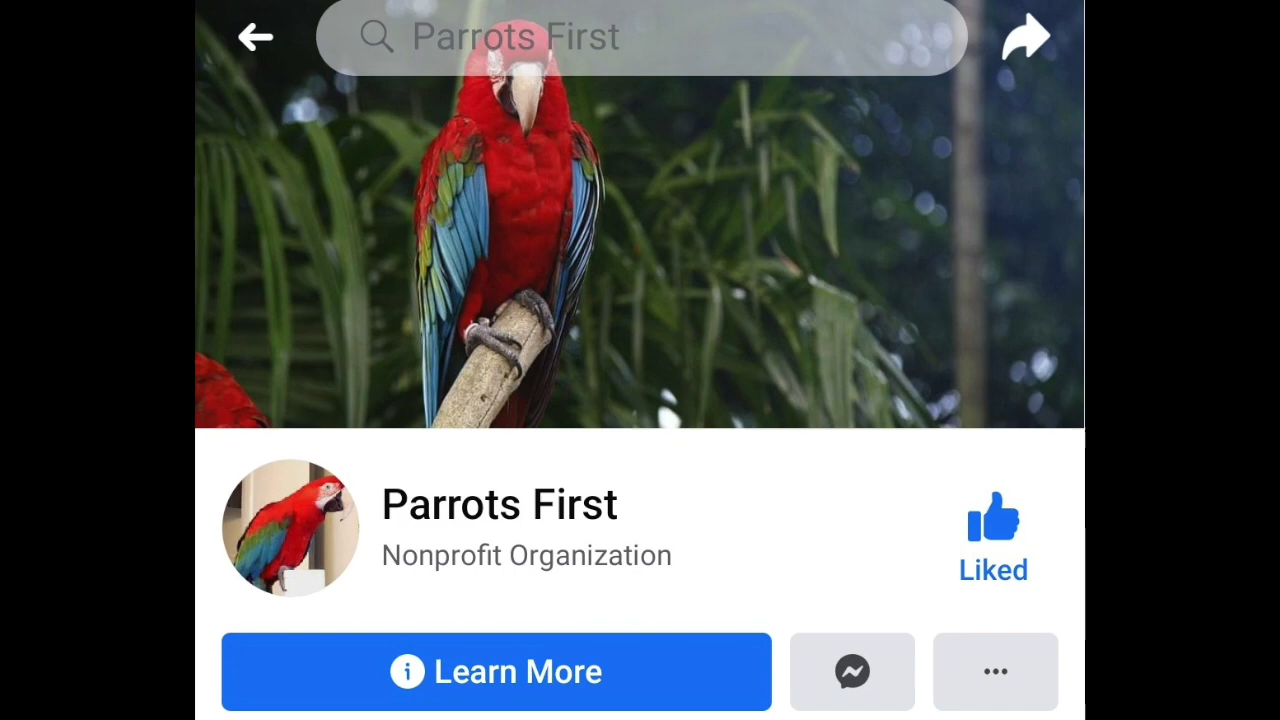 Parrots First
Parrots First
Nonprofit Organization
Liked
Learn More